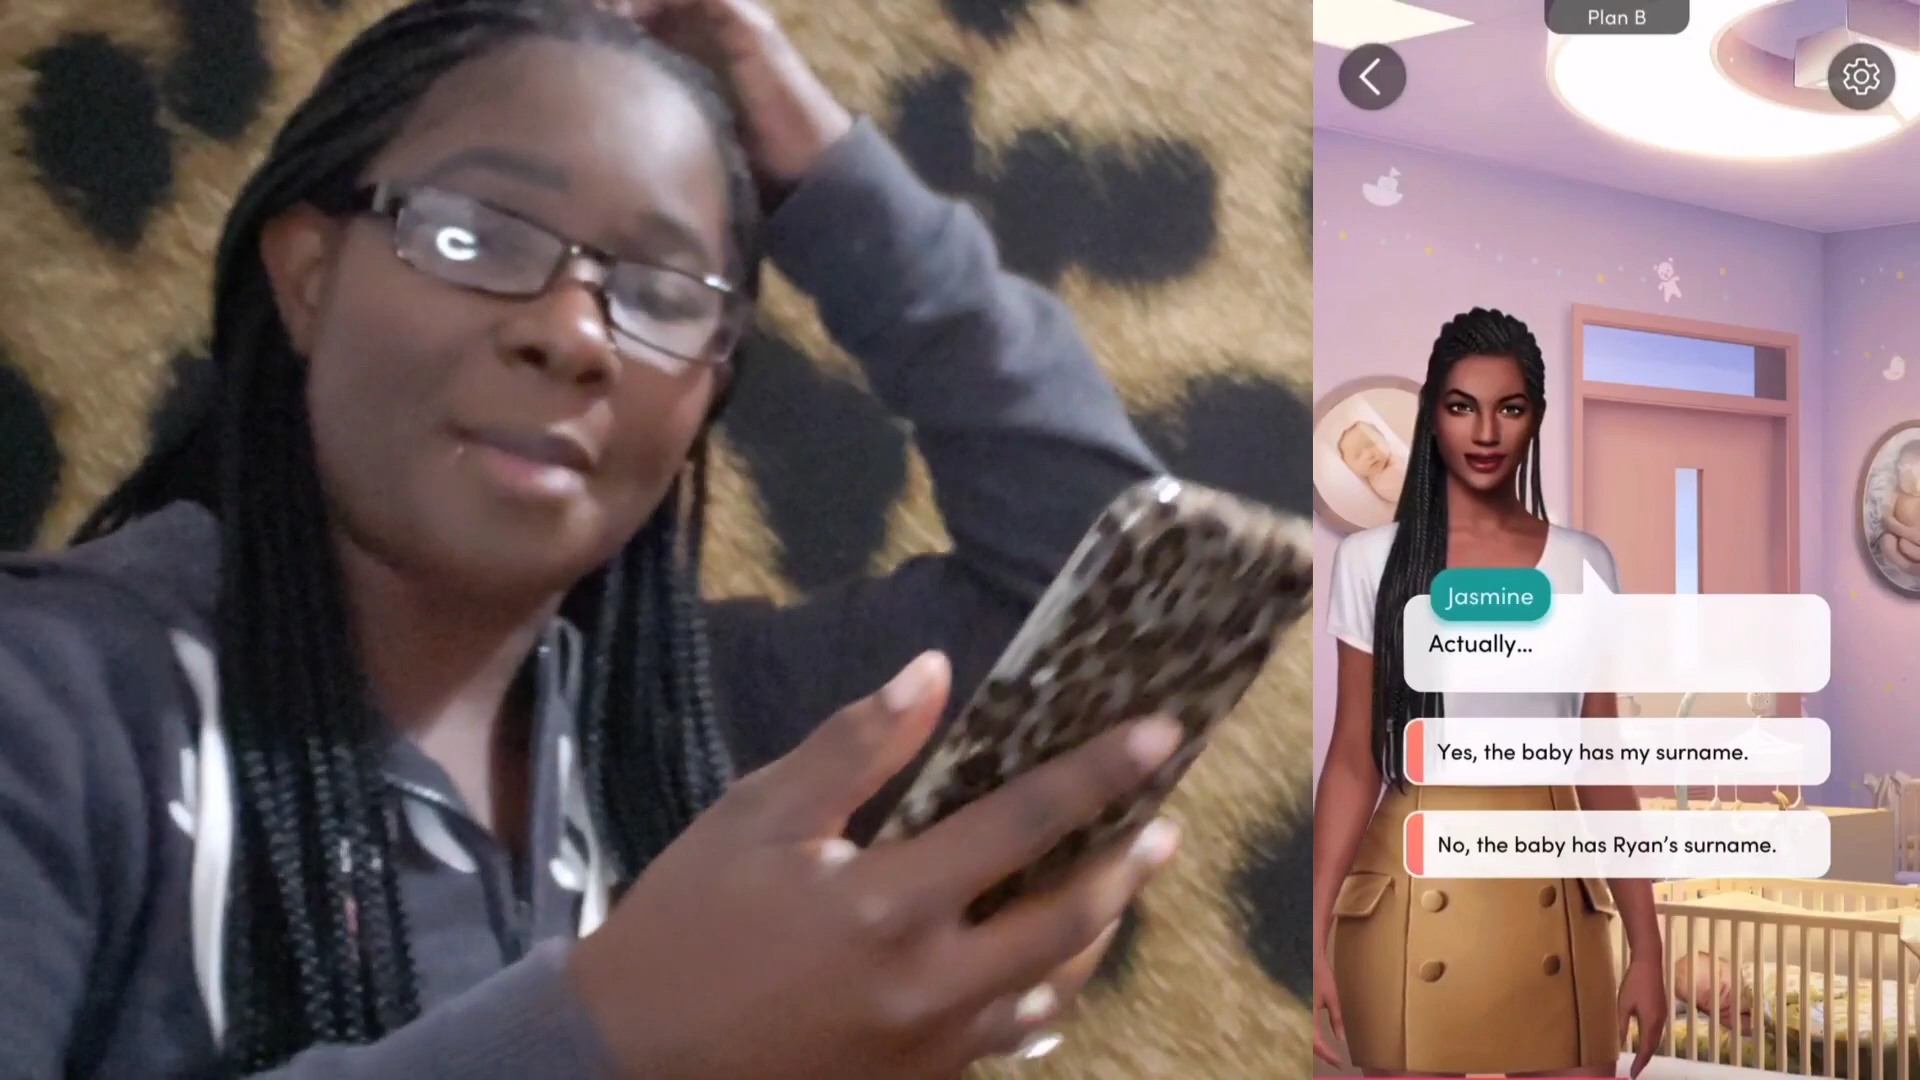 Plan B
Jasmine
Actually...
Yes, the baby has my surname.
No, the baby has Ryan's surname.